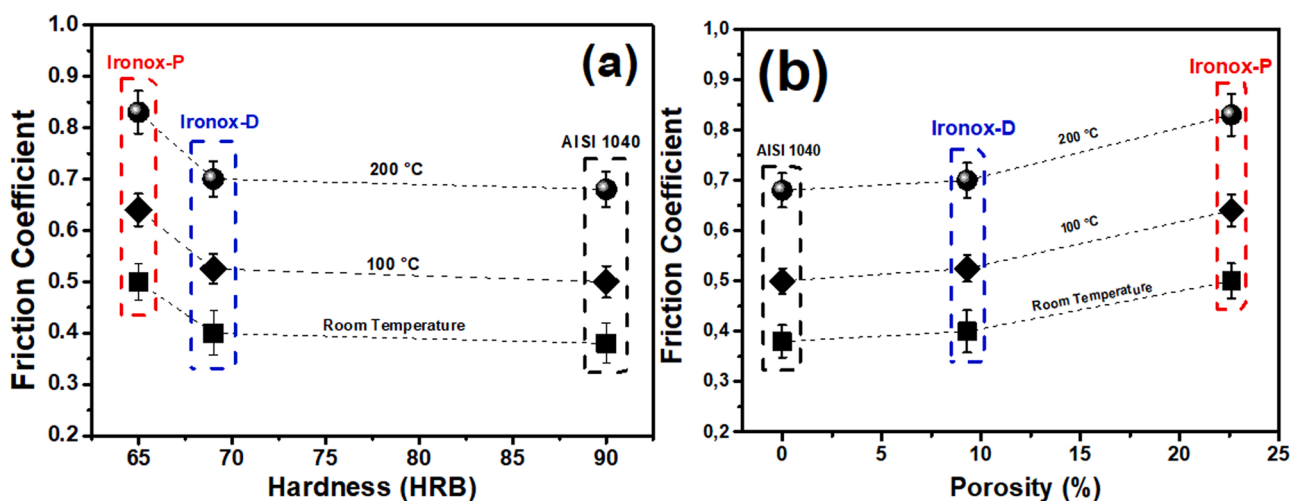 (a)
Friction Coefficient
1.0
0.9
0.8
0.7
0.6
0.5
0.4
0.3
0.2
Ironox-P
Ironox-D
AISI 1040
200 °C
100 °C
Room Temperature
65 70 75 80 85 90
Hardness (HRB)
(b)
Friction Coefficient
1,0
0,9
0,8
0,7
0,6
0,5
0,4
0,3
0,2
AISI 1040
Ironox-D
Ironox-P
200 °C
100 °C
Room Temperature
0 5 10 15 20 25
Porosity (%)